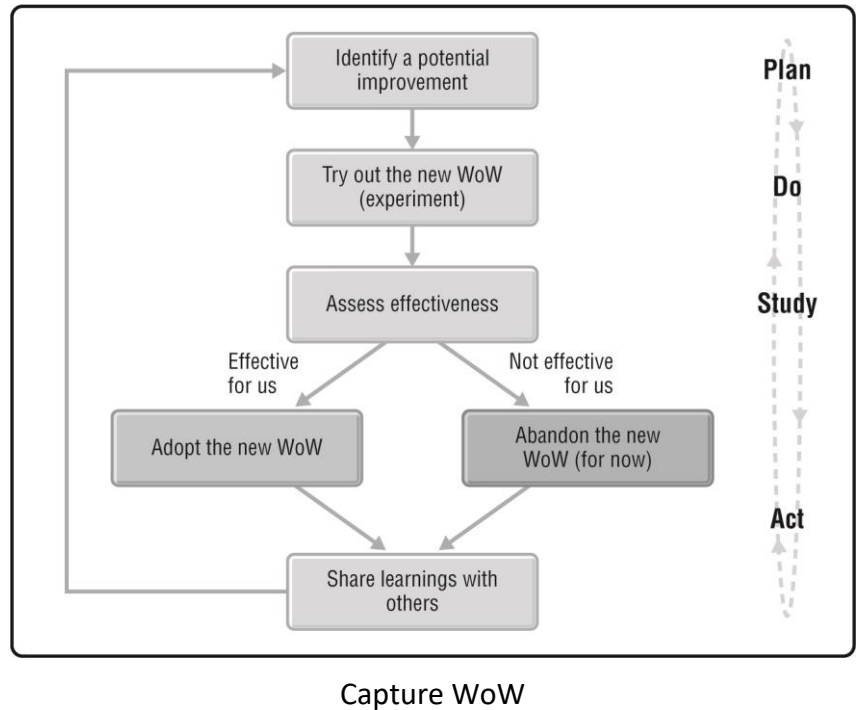 Identify a potential
improvement
Plan
Try out the new WoW
(experiment)
Do
Assess effectiveness
Study
Effective
for us
Not effective
for us
Adopt the new WoW
Abandon the new
WoW (for now)
Act
Share learnings with
others
Capture WoW